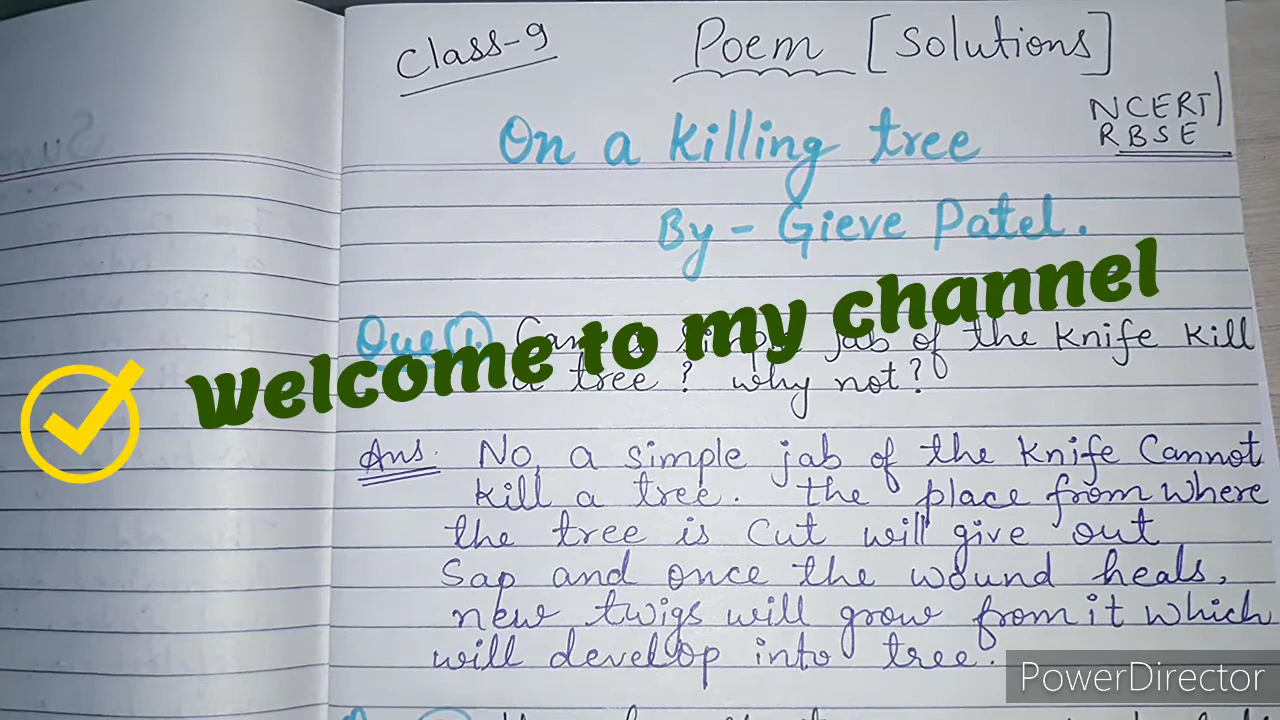 Class-9
Poem [Solutions]
NCERT/
RBSE
On a killing tree
By - Gieve Patel.
welcome to my channel
Que 1. Can a simple jab of the knife kill
a tree? why not?
Ans. No, a simple jab of the knife cannot
kill a tree. The place from where
the tree is cut will give out
Sap and once the wound heals,
new twigs will grow from it which
will develop into tree.
PowerDirector